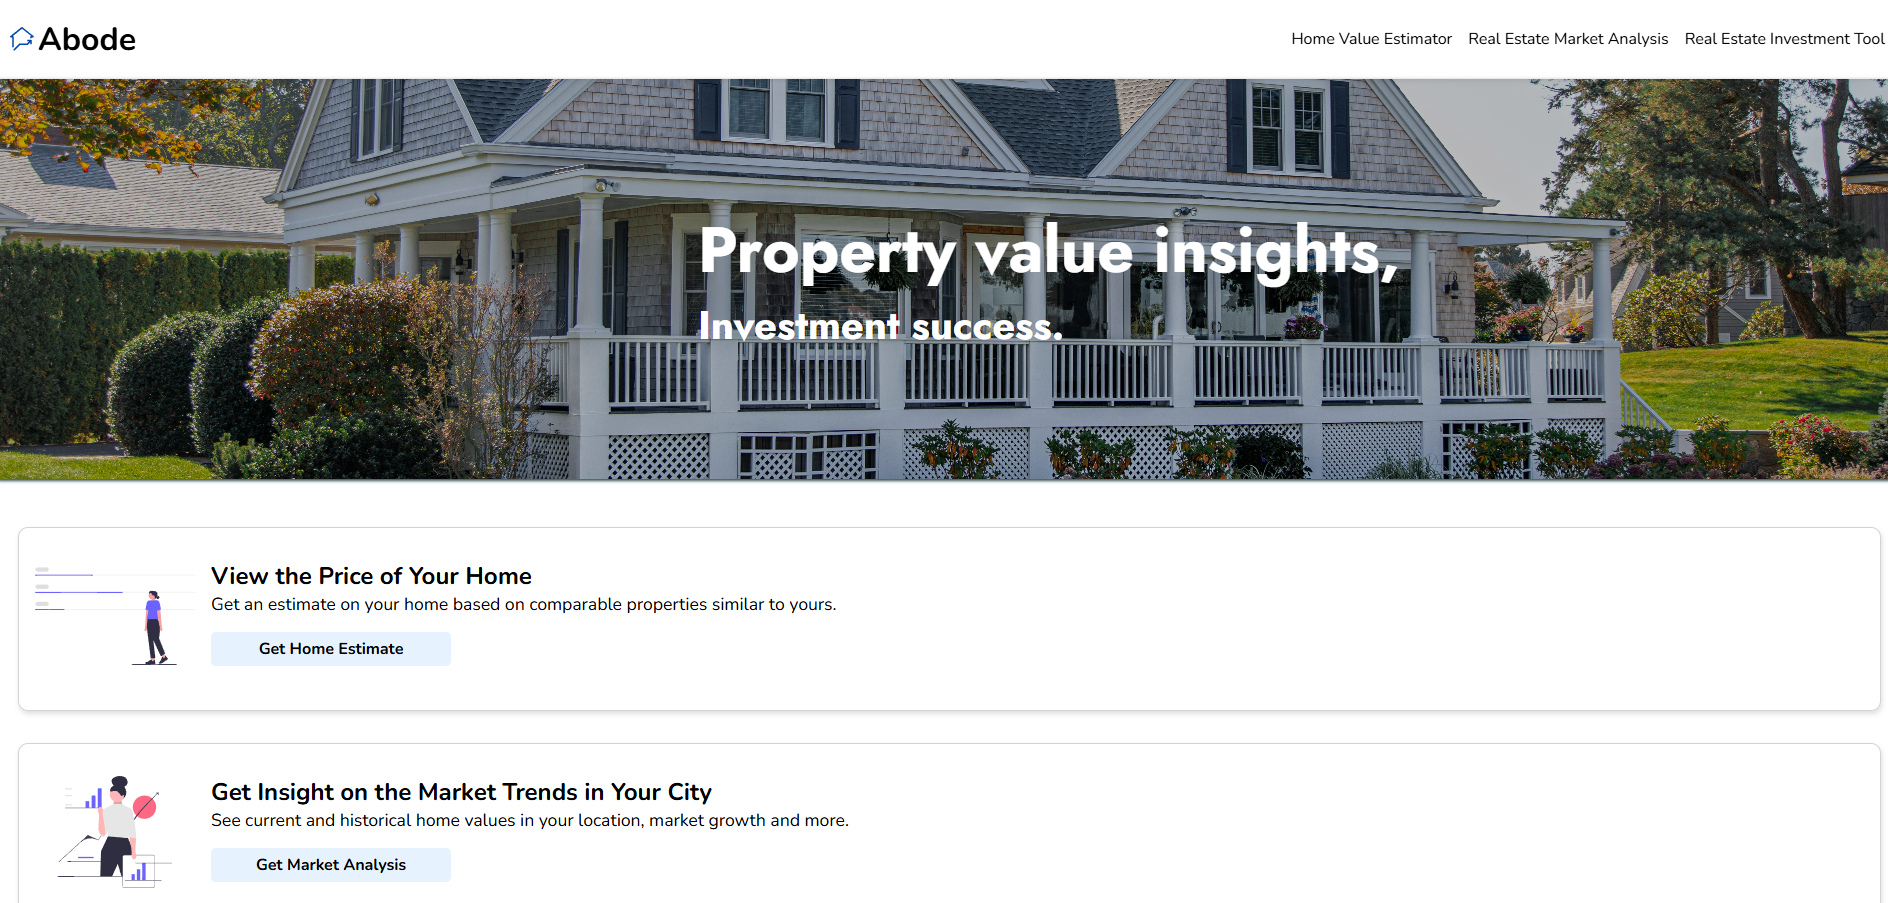 Abode
Home Value Estimator Real Estate Market Analysis Real Estate Investment Tool
Property value insights,
Investment success.
View the Price of Your Home
Get an estimate on your home based on comparable properties similar to yours.
Get Home Estimate
Get Insight on the Market Trends in Your City
See current and historical home values in your location, market growth and more.
Get Market Analysis